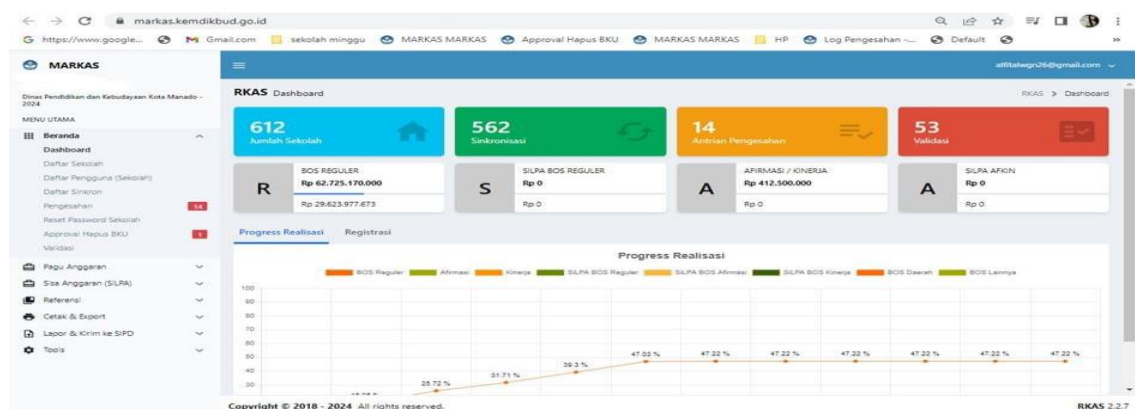 markas.kemdikbud.go.id
https://www.google... Gmail.com sekolah minggu MARKAS MARKAS Approval Hapus BKU MARKAS MARKAS HP Log Pengesahan -... Default »
MARKAS
alfitalwgn26@gmail.com
Dinas Pendidikan dan Kebudayaan Kota Manado -
2024
MENU UTAMA
Beranda
Dashboard
Daftar Sekolah
Daftar Pengguna (Sekolah)
Daftar Sinkron
Pengesahan 14
Reset Password Sekolah
Approval Hapus BKU 1
Validasi
Pagu Anggaran
Sisa Anggaran (SiLPA)
Referensi
Cetak & Export
Lapor & Kirim ke SIPD
Tools
RKAS Dashboard
RKAS > Dashboard
612
Jumlah Sekolah
562
Sinkronisasi
14
Antrian Pengesahan
53
Validasi
R
BOS REGULER
Rp 62.725.170.000
Rp 29.623.977.673
S
SILPA BOS REGULER
Rp 0
Rp 0
A
AFIRMASI / KINERJA
Rp 412.500.000
Rp 0
A
SILPA AFKIN
Rp 0
Rp 0
Progress Realisasi Registrasi
Progress Realisasi
BOS Reguler Afirmasi Kinerja SiLPA BOS Reguler SiLPA BOS Afirmasi SiLPA BOS Kinerja BOS Daerah BOS Lainnya
100
90
80
70
60
50
40
30
25.72 %
31.71 %
39.3 %
47.03 %
47.22 %
47.22 %
47.22 %
47.22 %
47.22 %
47.22 %
47.22 %
Copyright © 2018 - 2024 All rights reserved.
RKAS 2.2.7